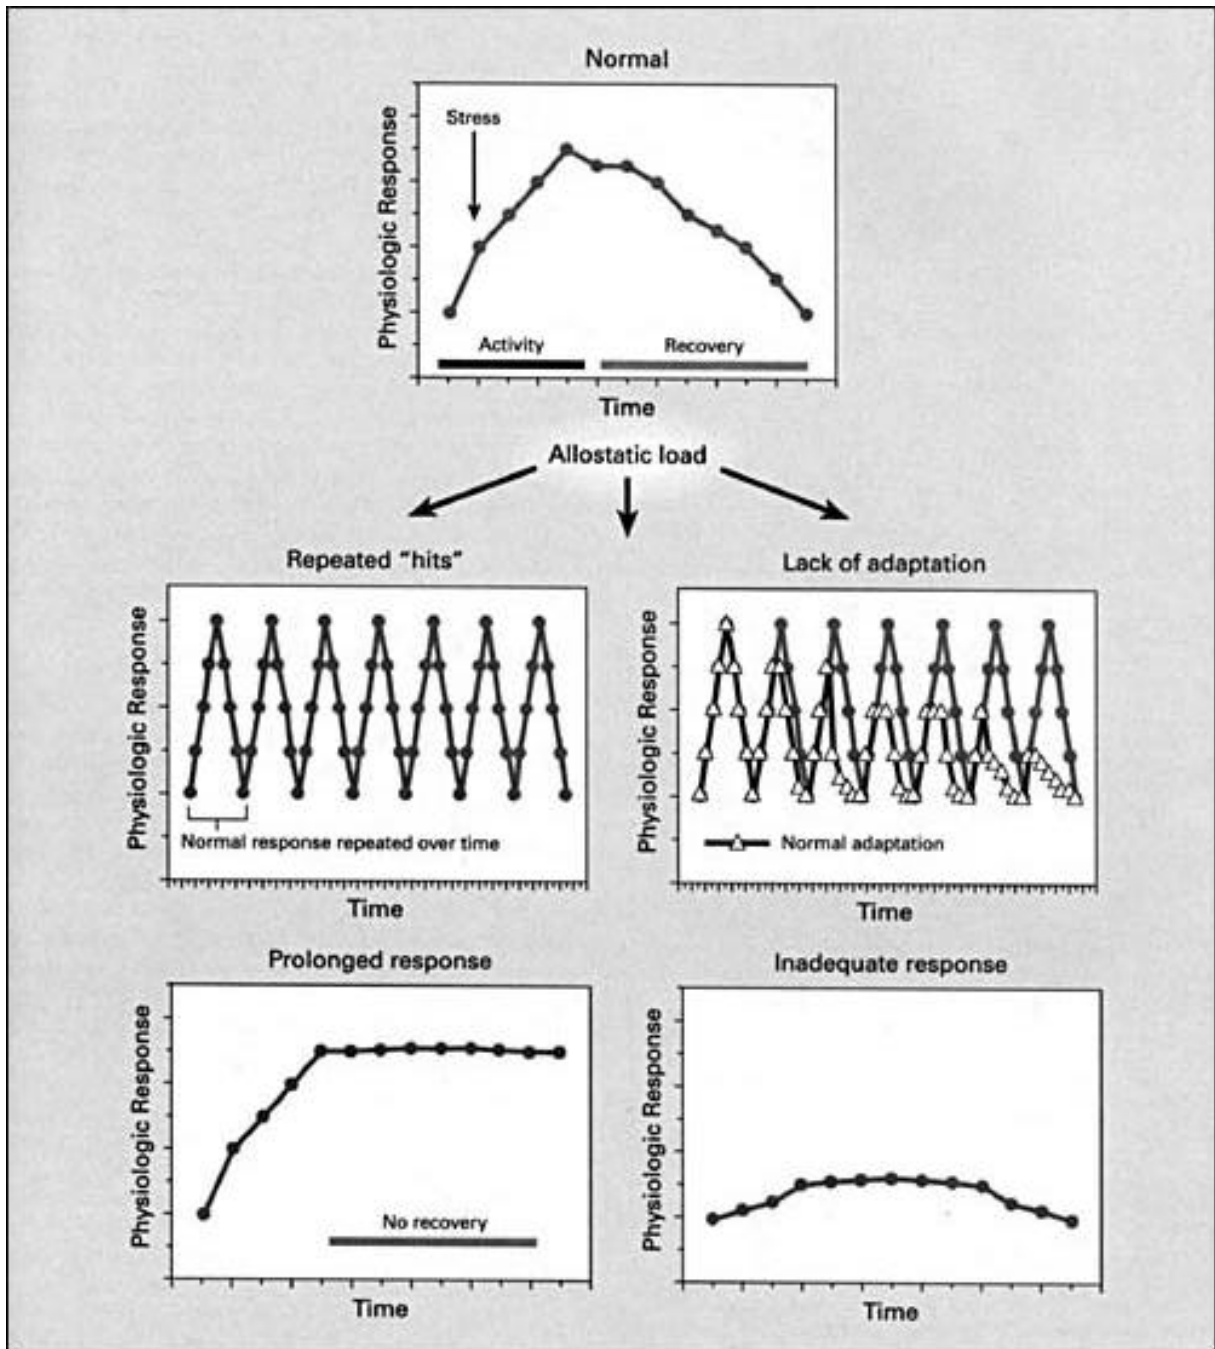 Normal
Physiologic Response
Stress
Activity
Recovery
Time
Allostatic load
Repeated "hits"
Physiologic Response
Normal response repeated over time
Time
Lack of adaptation
Physiologic Response
Normal adaptation
Time
Prolonged response
Physiologic Response
No recovery
Time
Inadequate response
Physiologic Response
Time